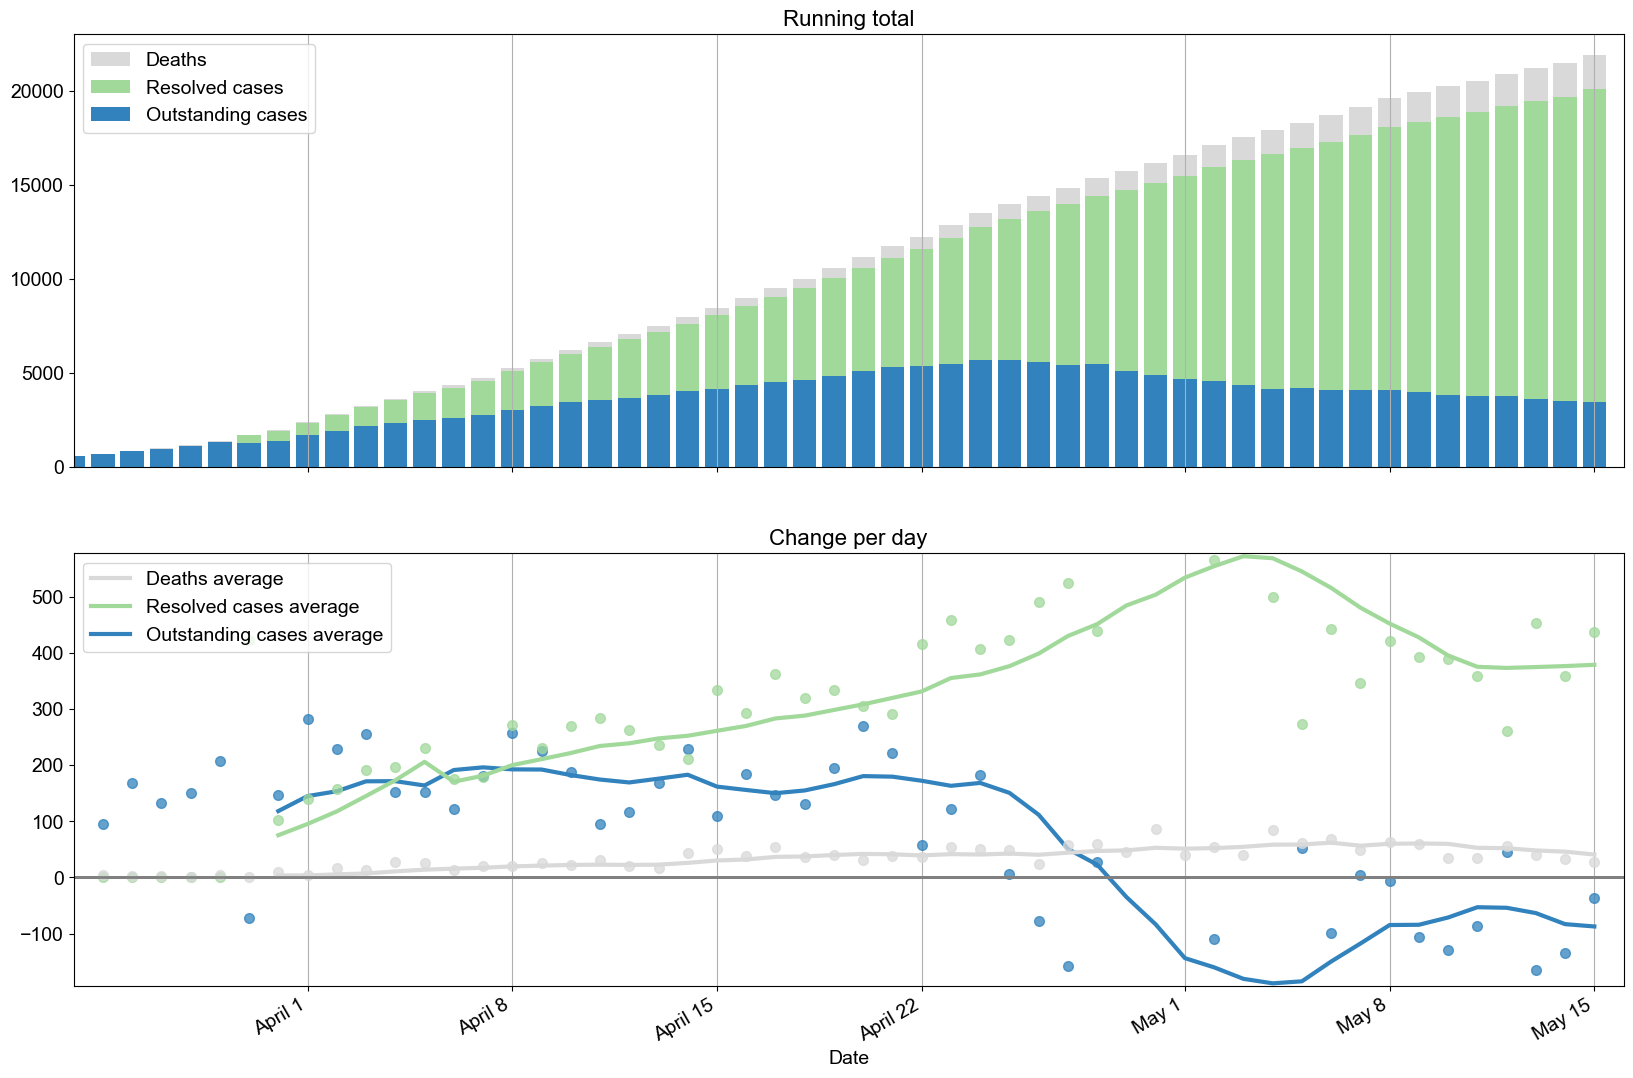 Running total
Deaths
Resolved cases
Outstanding cases
20000
15000
10000
5000
0
Change per day
Deaths average
Resolved cases average
Outstanding cases average
500
400
300
200
100
0
−100
April 1
April 8
April 15
April 22
May 1
May 8
May 15
Date